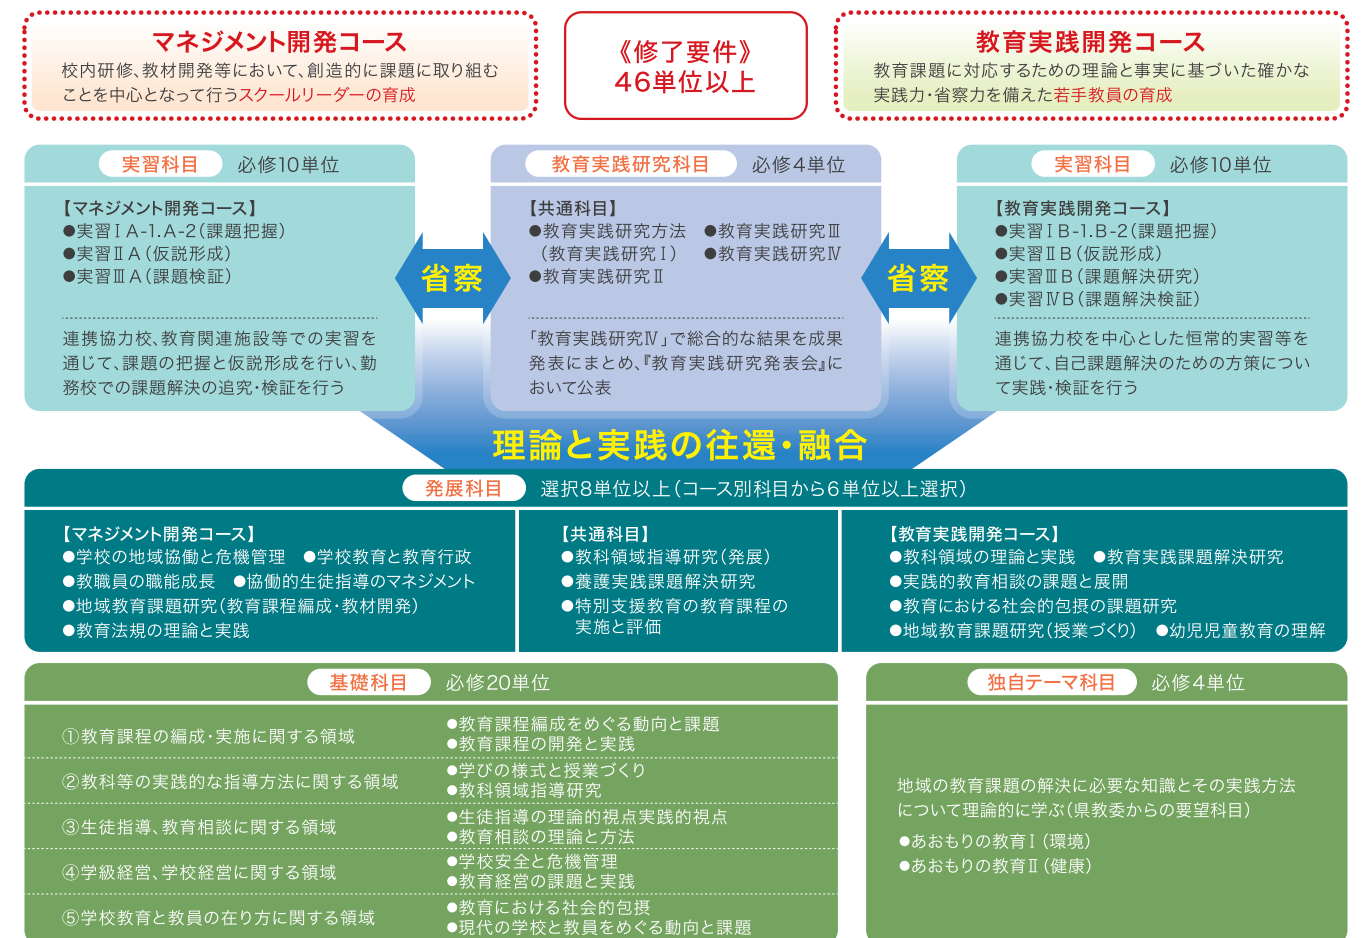 マネジメント開発コース
校内研修、教材開発等において、創造的に課題に取り組む
ことを中心となって行うスクールリーダーの育成
《修了要件》
46単位以上
教育実践開発コース
教育課題に対応するための理論と事実に基づいた確かな
実践力・省察力を備えた若手教員の育成
実習科目 必修10単位
【マネジメント開発コース】
●実習ⅠA-1.A-2（課題把握）
●実習ⅡA（仮説形成）
●実習ⅢA（課題検証）
連携協力校、教育関連施設等での実習を
通じて、課題の把握と仮説形成を行い、勤
務校での課題解決の追究・検証を行う
省察
教育実践研究科目 必修4単位
【共通科目】
●教育実践研究方法 ●教育実践研究Ⅲ
（教育実践研究Ⅰ） ●教育実践研究Ⅳ
●教育実践研究Ⅱ
「教育実践研究Ⅳ」で総合的な結果を成果
発表にまとめ、『教育実践研究発表会』に
おいて公表
省察
実習科目 必修10単位
【教育実践開発コース】
●実習ⅠB-1.B-2（課題把握）
●実習ⅡB（仮説形成）
●実習ⅢB（課題解決研究）
●実習ⅣB（課題解決検証）
連携協力校を中心とした恒常的実習等を
通じて、自己課題解決のための方策につい
て実践・検証を行う
理論と実践の往還・融合
発展科目 選択8単位以上（コース別科目から6単位以上選択）
【マネジメント開発コース】
●学校の地域協働と危機管理 ●学校教育と教育行政
●教職員の職能成長 ●協働的生徒指導のマネジメント
●地域教育課題研究（教育課程編成・教材開発）
●教育法規の理論と実践
【共通科目】
●教科領域指導研究（発展）
●養護実践課題解決研究
●特別支援教育の教育課程の
実施と評価
【教育実践開発コース】
●教科領域の理論と実践 ●教育実践課題解決研究
●実践的教育相談の課題と展開
●教育における社会的包摂の課題研究
●地域教育課題研究（授業づくり） ●幼児児童教育の理解
基礎科目 必修20単位
①教育課程の編成・実施に関する領域
●教育課程編成をめぐる動向と課題
●教育課程の開発と実践
②教科等の実践的な指導方法に関する領域
●学びの様式と授業づくり
●教科領域指導研究
③生徒指導、教育相談に関する領域
●生徒指導の理論的視点実践的視点
●教育相談の理論と方法
④学級経営、学校経営に関する領域
●学校安全と危機管理
●教育経営の課題と実践
⑤学校教育と教員の在り方に関する領域
●教育における社会的包摂
●現代の学校と教員をめぐる動向と課題
独自テーマ科目 必修4単位
地域の教育課題の解決に必要な知識とその実践方法
について理論的に学ぶ（県教委からの要望科目）
●あおもりの教育Ⅰ（環境）
●あおもりの教育Ⅱ（健康）